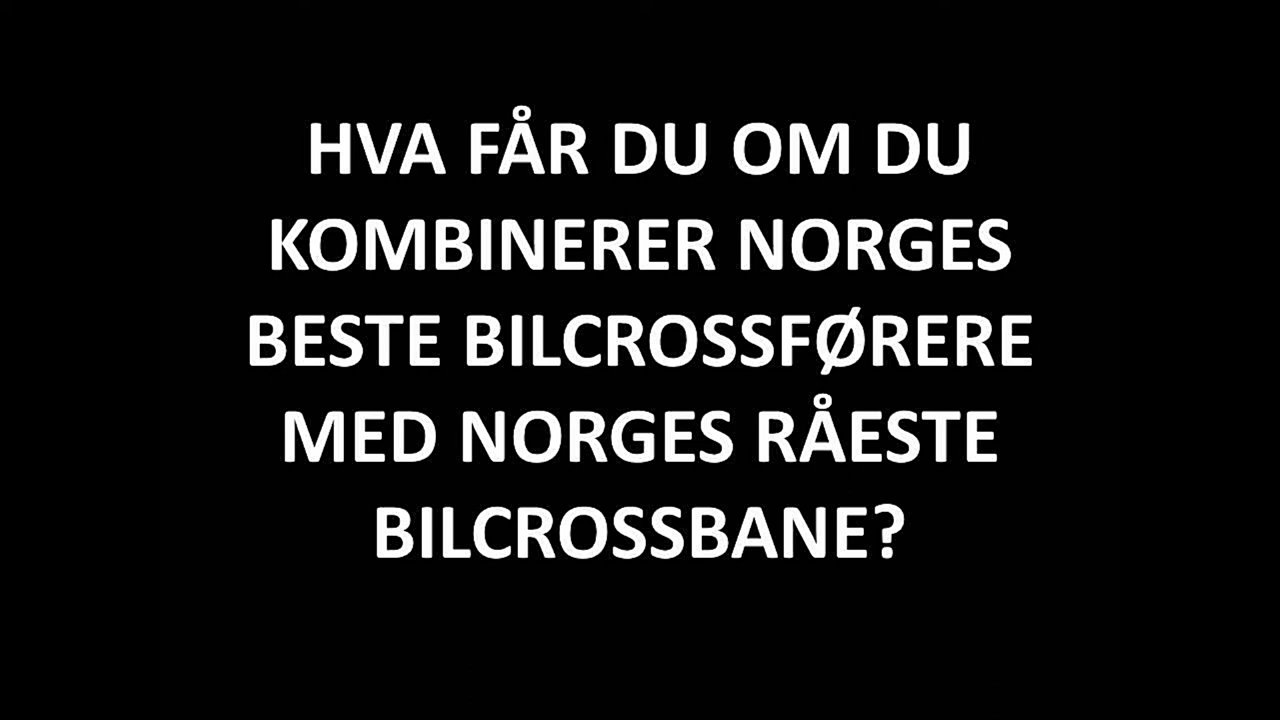 HVA FÅR DU OM DU
KOMBINERER NORGES
BESTE BILCROSSFØRERE
MED NORGES RÅESTE
BILCROSSBANE?